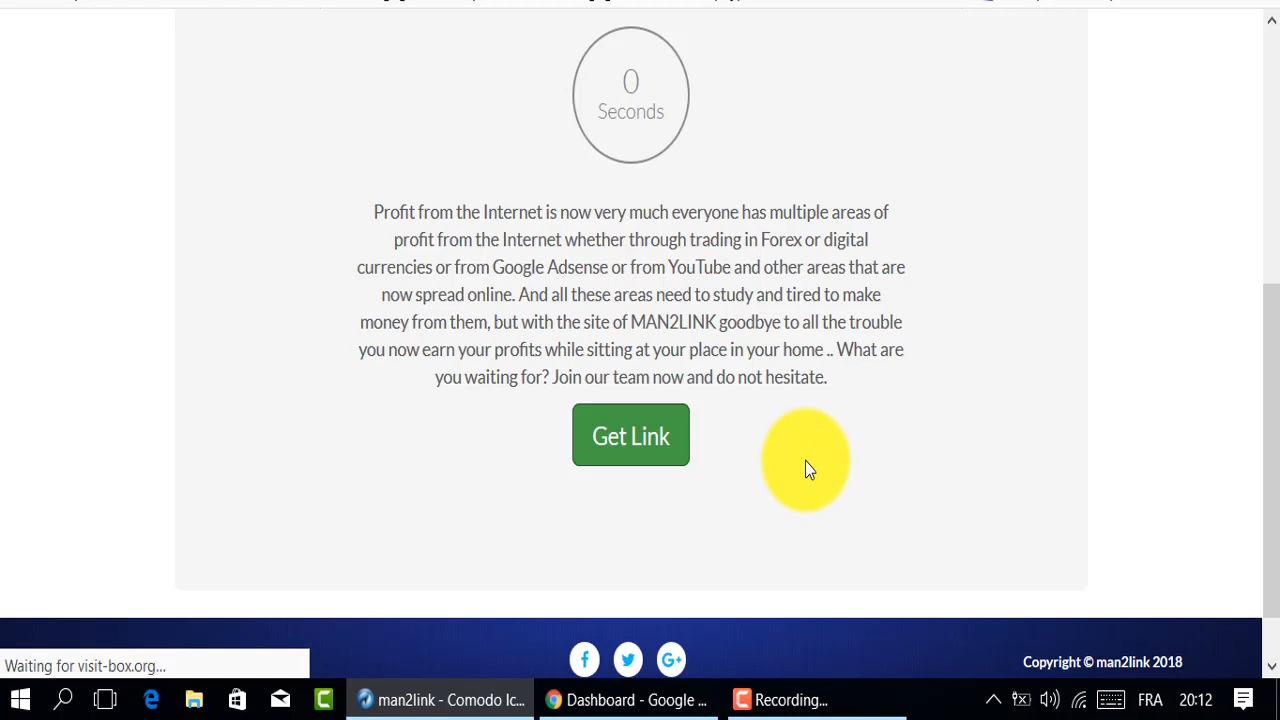 0
Seconds
Profit from the Internet is now very much everyone has multiple areas of
profit from the Internet whether through trading in Forex or digital
currencies or from Google Adsense or from YouTube and other areas that are
now spread online. And all these areas need to study and tired to make
money from them, but with the site of MAN2LINK goodbye to all the trouble
you now earn your profits while sitting at your place in your home .. What are
you waiting for? Join our team now and do not hesitate.
Get Link
Copyright © man2link 2018
Waiting for visit-box.org...
man2link - Comodo Ic...
Dashboard - Google ...
Recording...
FRA
20:12